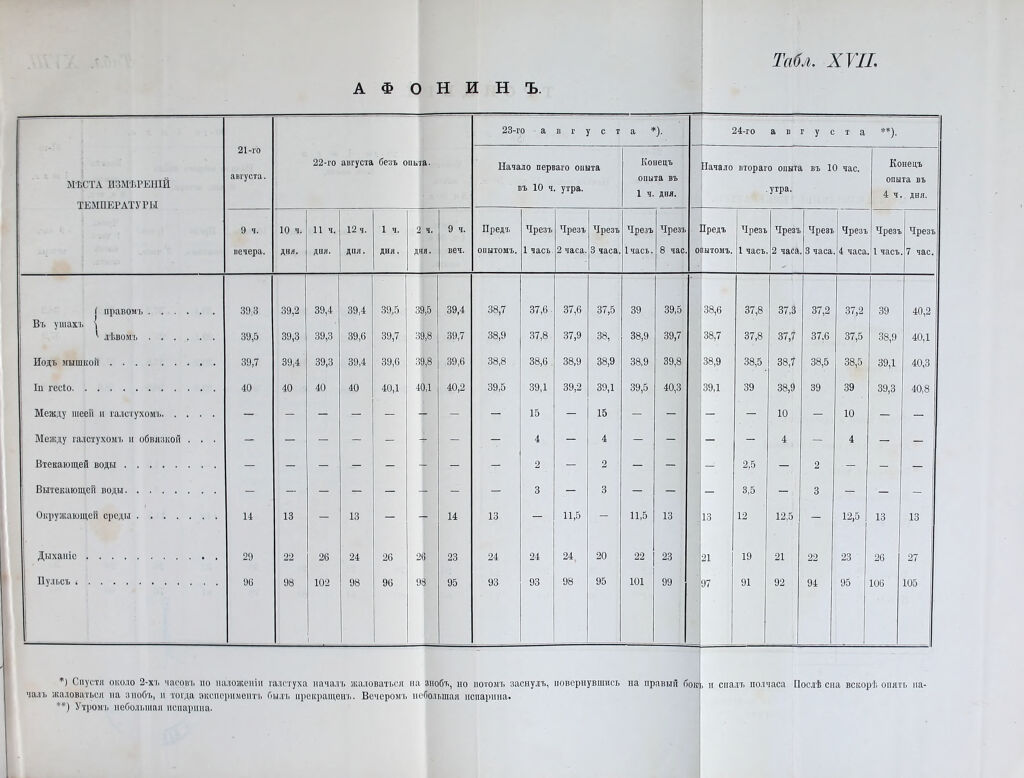 Табл. XVII.
АФОНИНЪ.
МѢСТА ИЗМѢРЕНІЙ ТЕМПЕРАТУРЫ
21-го августа.
22-го августа безъ опыта.
23-го августа *).
24-го августа **).
Начало перваго опыта въ 10 ч. утра.
Конецъ опыта въ 1 ч. дня.
Начало втораго опыта въ 10 час. утра.
Конецъ опыта въ 4 ч. дня.
9 ч. вечера. 10 ч. дня. 11 ч. дня. 12 ч. дня. 1 ч. дня. 2 ч. дня. 9 ч. веч. Предъ опытомъ. Чрезъ 1 часъ Чрезъ 2 часа. Чрезъ 3 часа. Чрезъ 1 часъ. Чрезъ 8 час. Предъ опытомъ. Чрезъ 1 часъ. Чрезъ 2 часа. Чрезъ 3 часа. Чрезъ 4 часа. Чрезъ 1 часъ. Чрезъ 7 час.
Въ ушахъ
правомъ . . . . . . 39.3 39,2 39,4 39,4 39,5 39,5 39,4 38,7 37,6 37,6 37,5 39 39,5 38,6 37,8 37.3 37,2 37,2 39 40,2
лѣвомъ . . . . . . 39,5 39,3 39,3 39,6 39,7 39,8 39,7 38,9 37,8 37,9 38, 38,9 39,7 38,7 37,8 37,7 37.6 37,5 38,9 40,1
Подъ мышкой . . . . . . . . . 39,7 39,4 39,3 39,4 39,6 39,8 39,6 38,8 38,6 38,9 38,9 38,9 39,8 38,9 38,5 38,7 38,5 38,5 39,1 40,3
In recto. . . . . . . . . . . . 40 40 40 40 40,1 40.1 40,2 39,5 39,1 39,2 39,1 39,5 40,3 39,1 39 38,9 39 39 39,3 40,8
Между шеей и галстухомъ. . . . . — — — — — — — — 15 — 15 — — — — 10 — 10 — —
Между галстухомъ и обвязкой . . . — — — — — — — — 4 — 4 — — — — 4 — 4 — —
Втекающей воды . . . . . . . . — — — — — — — — 2 — 2 — — — 2,5 — 2 — — —
Вытекающей воды. . . . . . . . — — — — — — — — 3 — 3 — — — 3,5 — 3 — — —
Окружающей среды . . . . . . . 14 13 — 13 — — 14 13 — 11,5 — 11,5 13 13 12 12,5 — 12,5 13 13
Дыханіе . . . . . . . . . . . 29 22 26 24 26 26 23 24 24 24, 20 22 23 21 19 21 22 23 26 27
Пульсъ . . . . . . . . . . . . 96 98 102 98 96 98 95 93 93 98 95 101 99 97 91 92 94 95 106 105
*) Спустя около 2-хъ часовъ по наложеніи галстуха началъ жаловаться на знобъ, но потомъ заснулъ, повернувшись на правый бокъ и спалъ полчаса Послѣ сна вскорѣ опять на-
чалъ жаловаться на знобъ, и тогда экспериментъ былъ прекращенъ. Вечеромъ небольшая испарина.
**) Утромъ небольшая испарина.